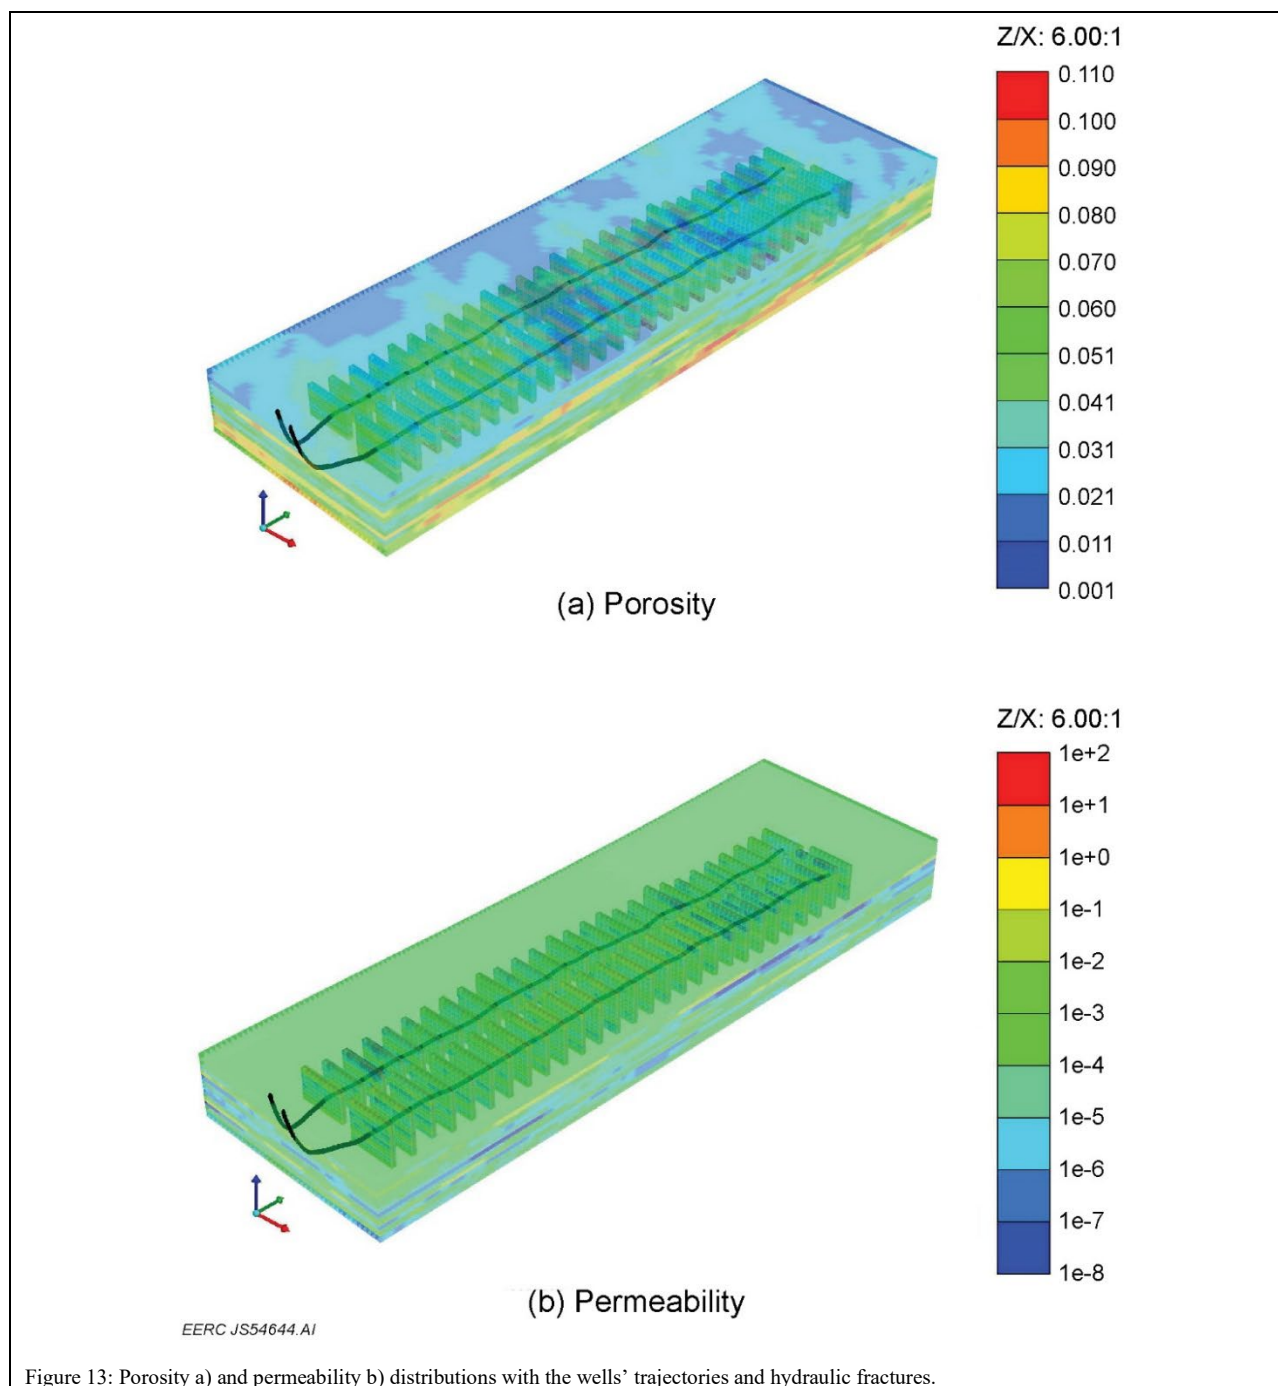 Z/X: 6.00:1
0.110
0.100
0.090
0.080
0.070
0.060
0.051
0.041
0.031
0.021
0.011
0.001
(a) Porosity
Z/X: 6.00:1
1e+2
1e+1
1e+0
1e-1
1e-2
1e-3
1e-4
1e-5
1e-6
1e-7
1e-8
(b) Permeability
EERC JS54644.AI
Figure 13: Porosity a) and permeability b) distributions with the wells’ trajectories and hydraulic fractures.